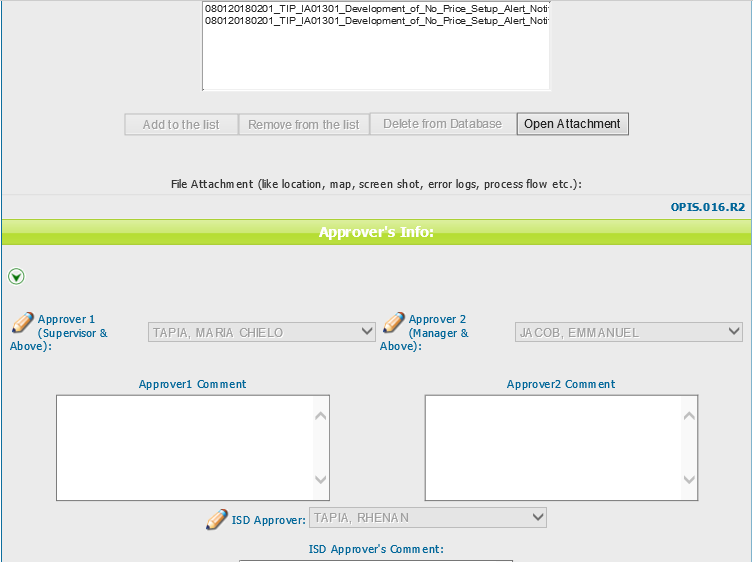 080120180201_TIP_IA01301_Development_of_No_Price_Setup_Alert_Noti
080120180201_TIP_IA01301_Development_of_No_Price_Setup_Alert_Noti
Add to the list Remove from the list Delete from Database Open Attachment
File Attachment (like location, map, screen shot, error logs, process flow etc.):
OPIS.016.R2
Approver's Info:
Approver 1
(Supervisor &
Above):
TAPIA, MARIA CHIELO
Approver 2
(Manager &
Above):
JACOB, EMMANUEL
Approver1 Comment
Approver2 Comment
ISD Approver: TAPIA, RHENAN
ISD Approver's Comment: